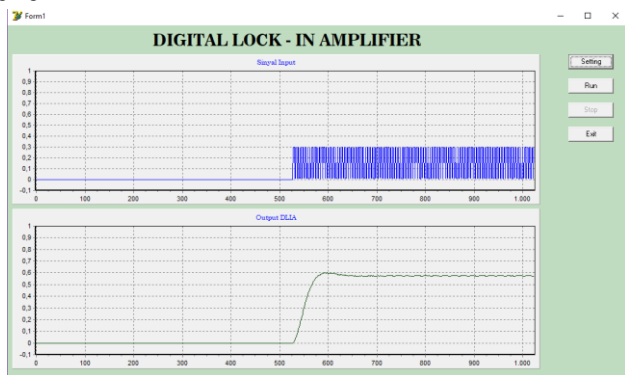 Form1
DIGITAL LOCK - IN AMPLIFIER
Sinyal Input
1
0,9
0,8
0,7
0,6
0,5
0,4
0,3
0,2
0,1
0
-0,1
0 100 200 300 400 500 600 700 800 900 1.000
Output DLIA
1
0,9
0,8
0,7
0,6
0,5
0,4
0,3
0,2
0,1
0
-0,1
0 100 200 300 400 500 600 700 800 900 1.000
Setting
Run
Stop
Exit